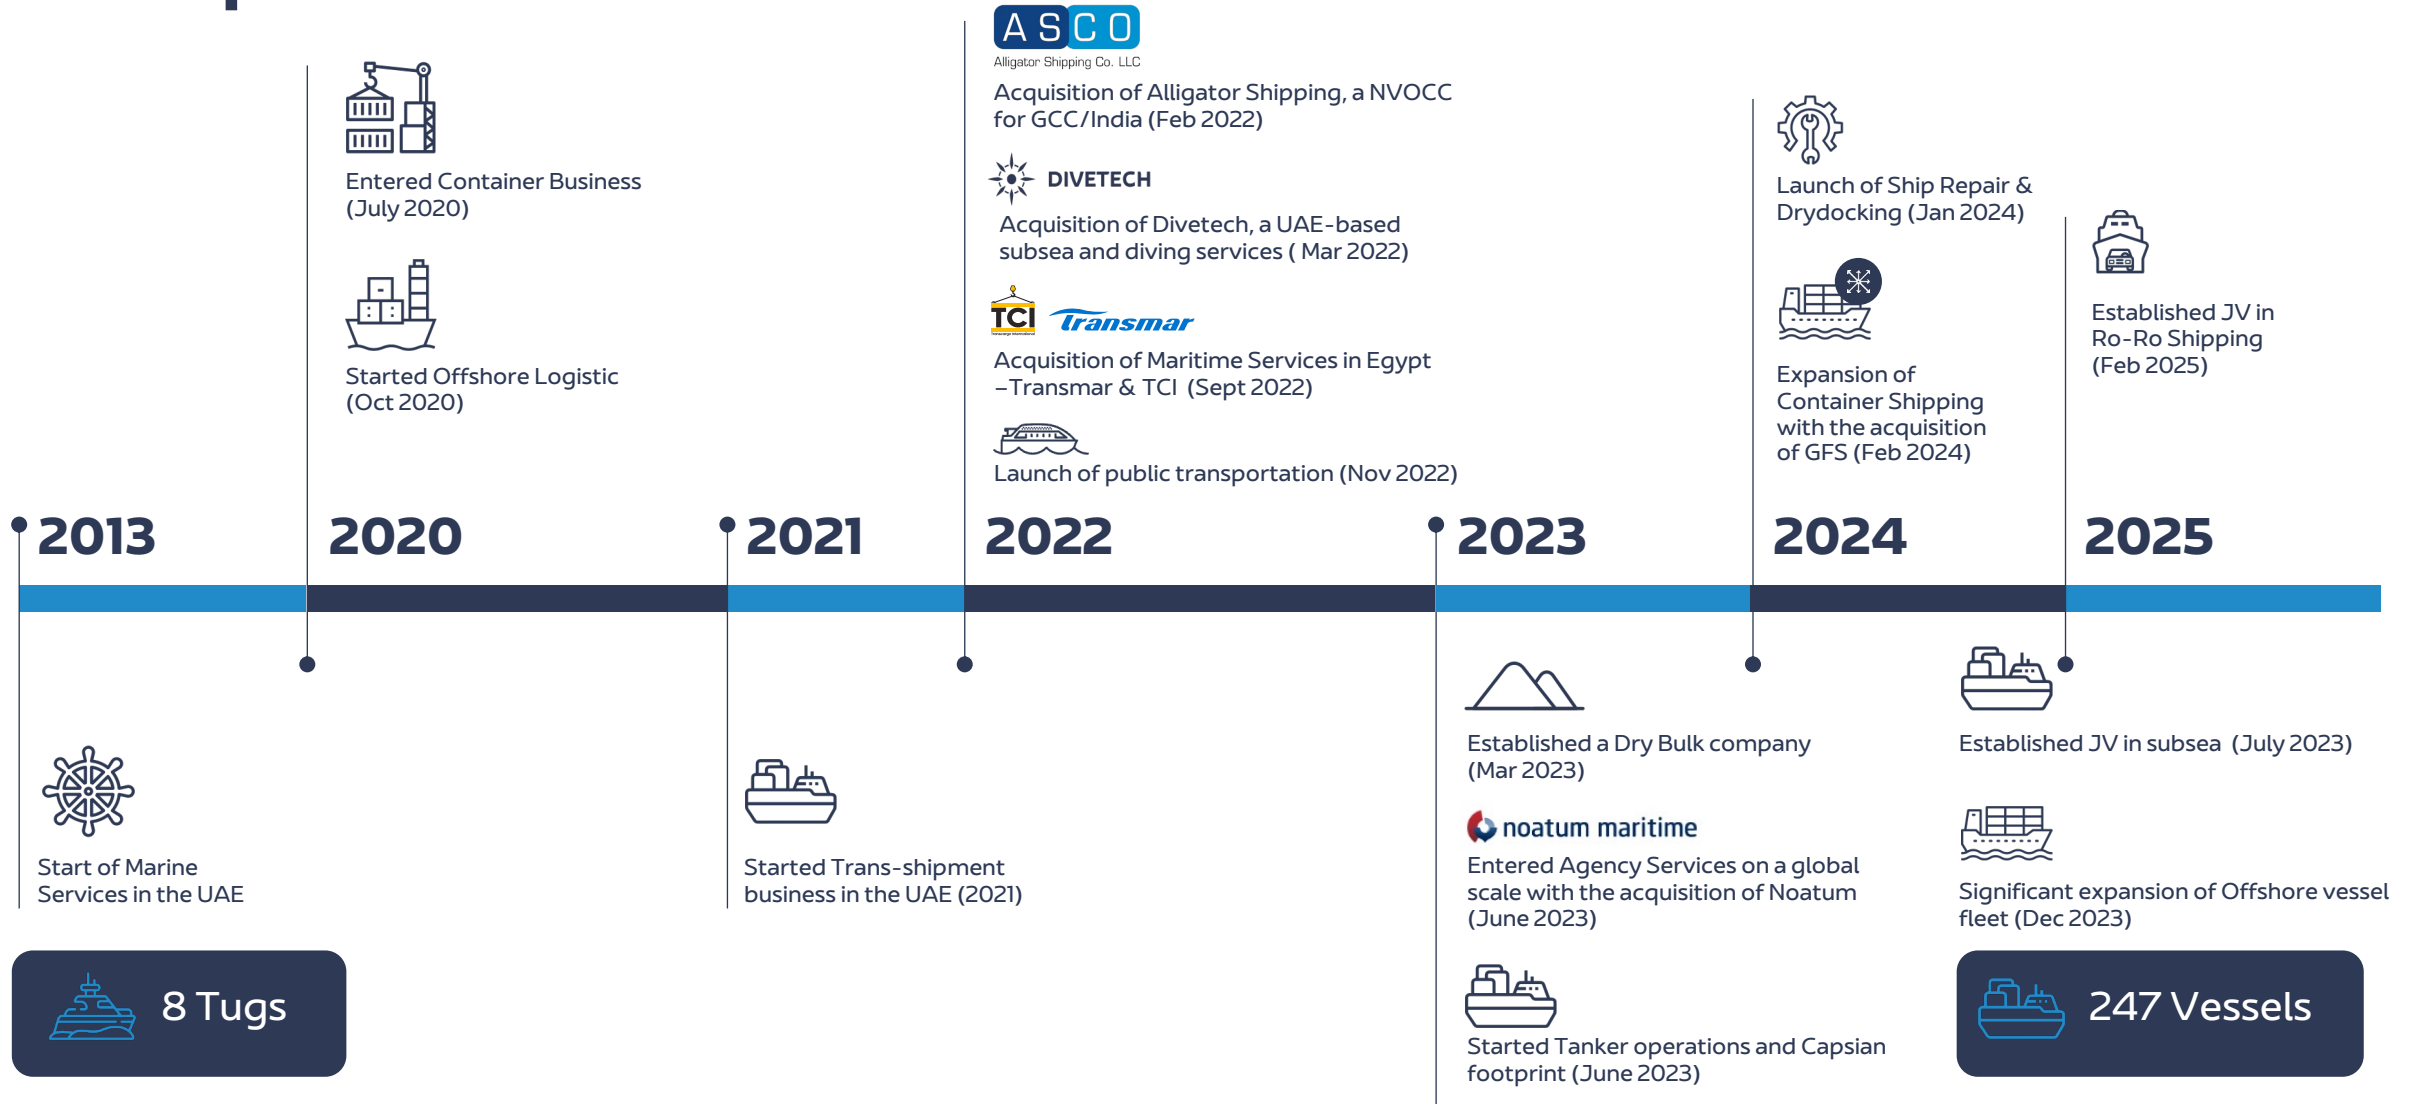 ASCO
Alligator Shipping Co. LLC
Acquisition of Alligator Shipping, a NVOCC
for GCC/India (Feb 2022)
DIVETECH
Acquisition of Divetech, a UAE-based
subsea and diving services ( Mar 2022)
TCI
Transmar
Acquisition of Maritime Services in Egypt
–Transmar & TCI (Sept 2022)
Launch of public transportation (Nov 2022)
Entered Container Business
(July 2020)
Started Offshore Logistic
(Oct 2020)
Launch of Ship Repair &
Drydocking (Jan 2024)
Expansion of
Container Shipping
with the acquisition
of GFS (Feb 2024)
Established JV in
Ro-Ro Shipping
(Feb 2025)
2013
2020
2021
2022
2023
2024
2025
Start of Marine
Services in the UAE
8 Tugs
Started Trans-shipment
business in the UAE (2021)
Established a Dry Bulk company
(Mar 2023)
noatum maritime
Entered Agency Services on a global
scale with the acquisition of Noatum
(June 2023)
Started Tanker operations and Capsian
footprint (June 2023)
Established JV in subsea (July 2023)
Significant expansion of Offshore vessel
fleet (Dec 2023)
247 Vessels